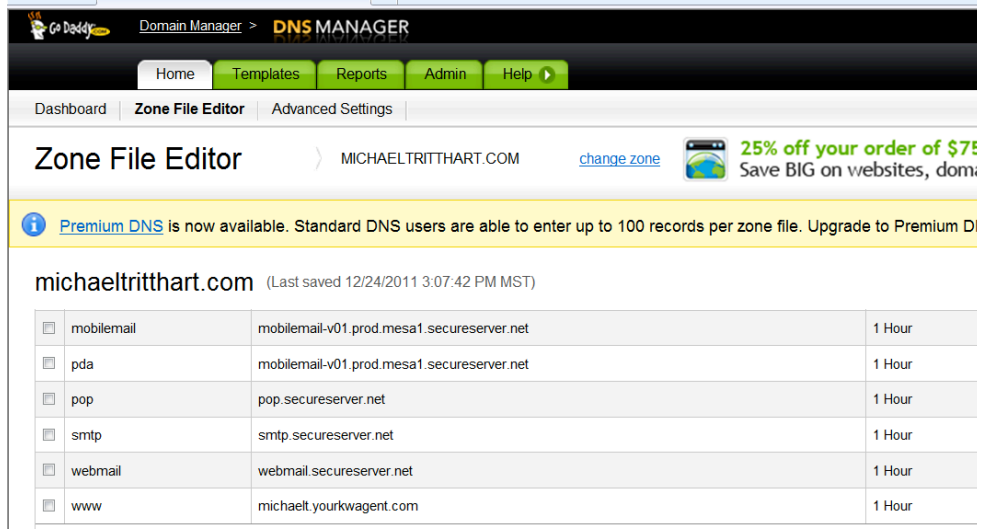 Go Daddy.com Domain Manager > DNS MANAGER
Home Templates Reports Admin Help
Dashboard Zone File Editor Advanced Settings
Zone File Editor MICHAELTRITTHART.COM change zone
25% off your order of $75
Save BIG on websites, doma
Premium DNS is now available. Standard DNS users are able to enter up to 100 records per zone file. Upgrade to Premium D
michaeltritthart.com (Last saved 12/24/2011 3:07:42 PM MST)
mobilemail mobilemail-v01.prod.mesa1.secureserver.net 1 Hour
pda mobilemail-v01.prod.mesa1.secureserver.net 1 Hour
pop pop.secureserver.net 1 Hour
smtp smtp.secureserver.net 1 Hour
webmail webmail.secureserver.net 1 Hour
www michaelt.yourkwagent.com 1 Hour